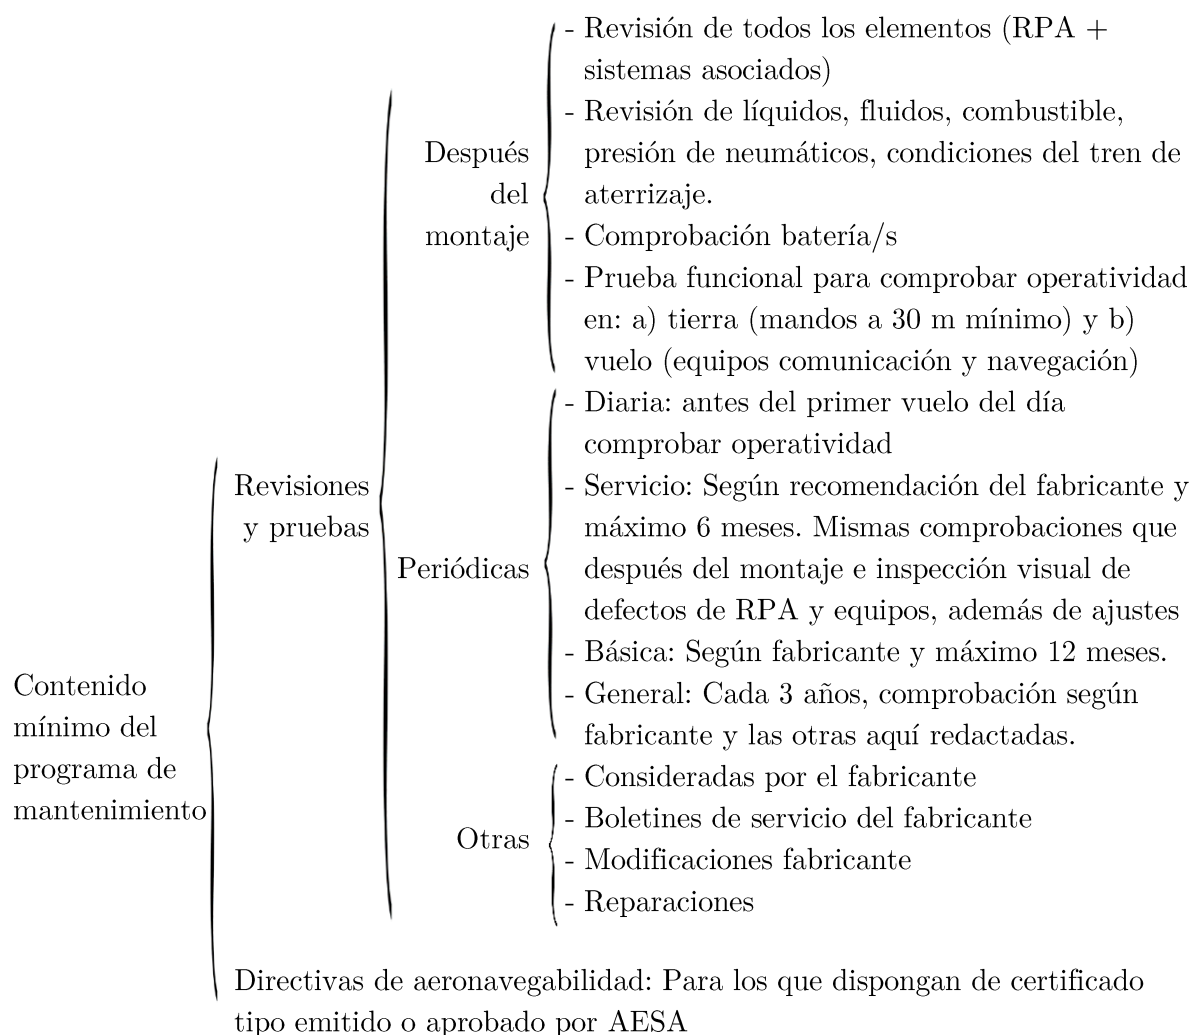 Contenido
mínimo del
programa de
mantenimiento
Revisiones
y pruebas
Después
del
montaje
- Revisión de todos los elementos (RPA +
sistemas asociados)
- Revisión de líquidos, fluidos, combustible,
presión de neumáticos, condiciones del tren de
aterrizaje.
- Comprobación batería/s
- Prueba funcional para comprobar operatividad
en: a) tierra (mandos a 30 m mínimo) y b)
vuelo (equipos comunicación y navegación)
Periódicas
- Diaria: antes del primer vuelo del día
comprobar operatividad
- Servicio: Según recomendación del fabricante y
máximo 6 meses. Mismas comprobaciones que
después del montaje e inspección visual de
defectos de RPA y equipos, además de ajustes
- Básica: Según fabricante y máximo 12 meses.
- General: Cada 3 años, comprobación según
fabricante y las otras aquí redactadas.
Otras
- Consideradas por el fabricante
- Boletines de servicio del fabricante
- Modificaciones fabricante
- Reparaciones
Directivas de aeronavegabilidad: Para los que dispongan de certificado
tipo emitido o aprobado por AESA